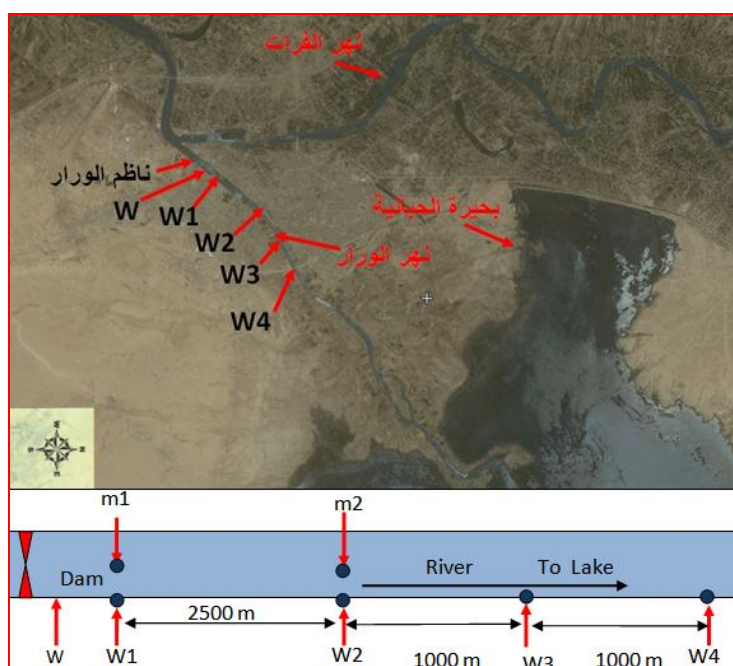 نهر الفرات
ناظم الورار
W
W1
بحيرة الحبانية
W2
نهر الورار
W3
W4
m1
m2
Dam
River
To Lake
2500 m
W
W1
W2
1000 m
W3
1000 m
W4